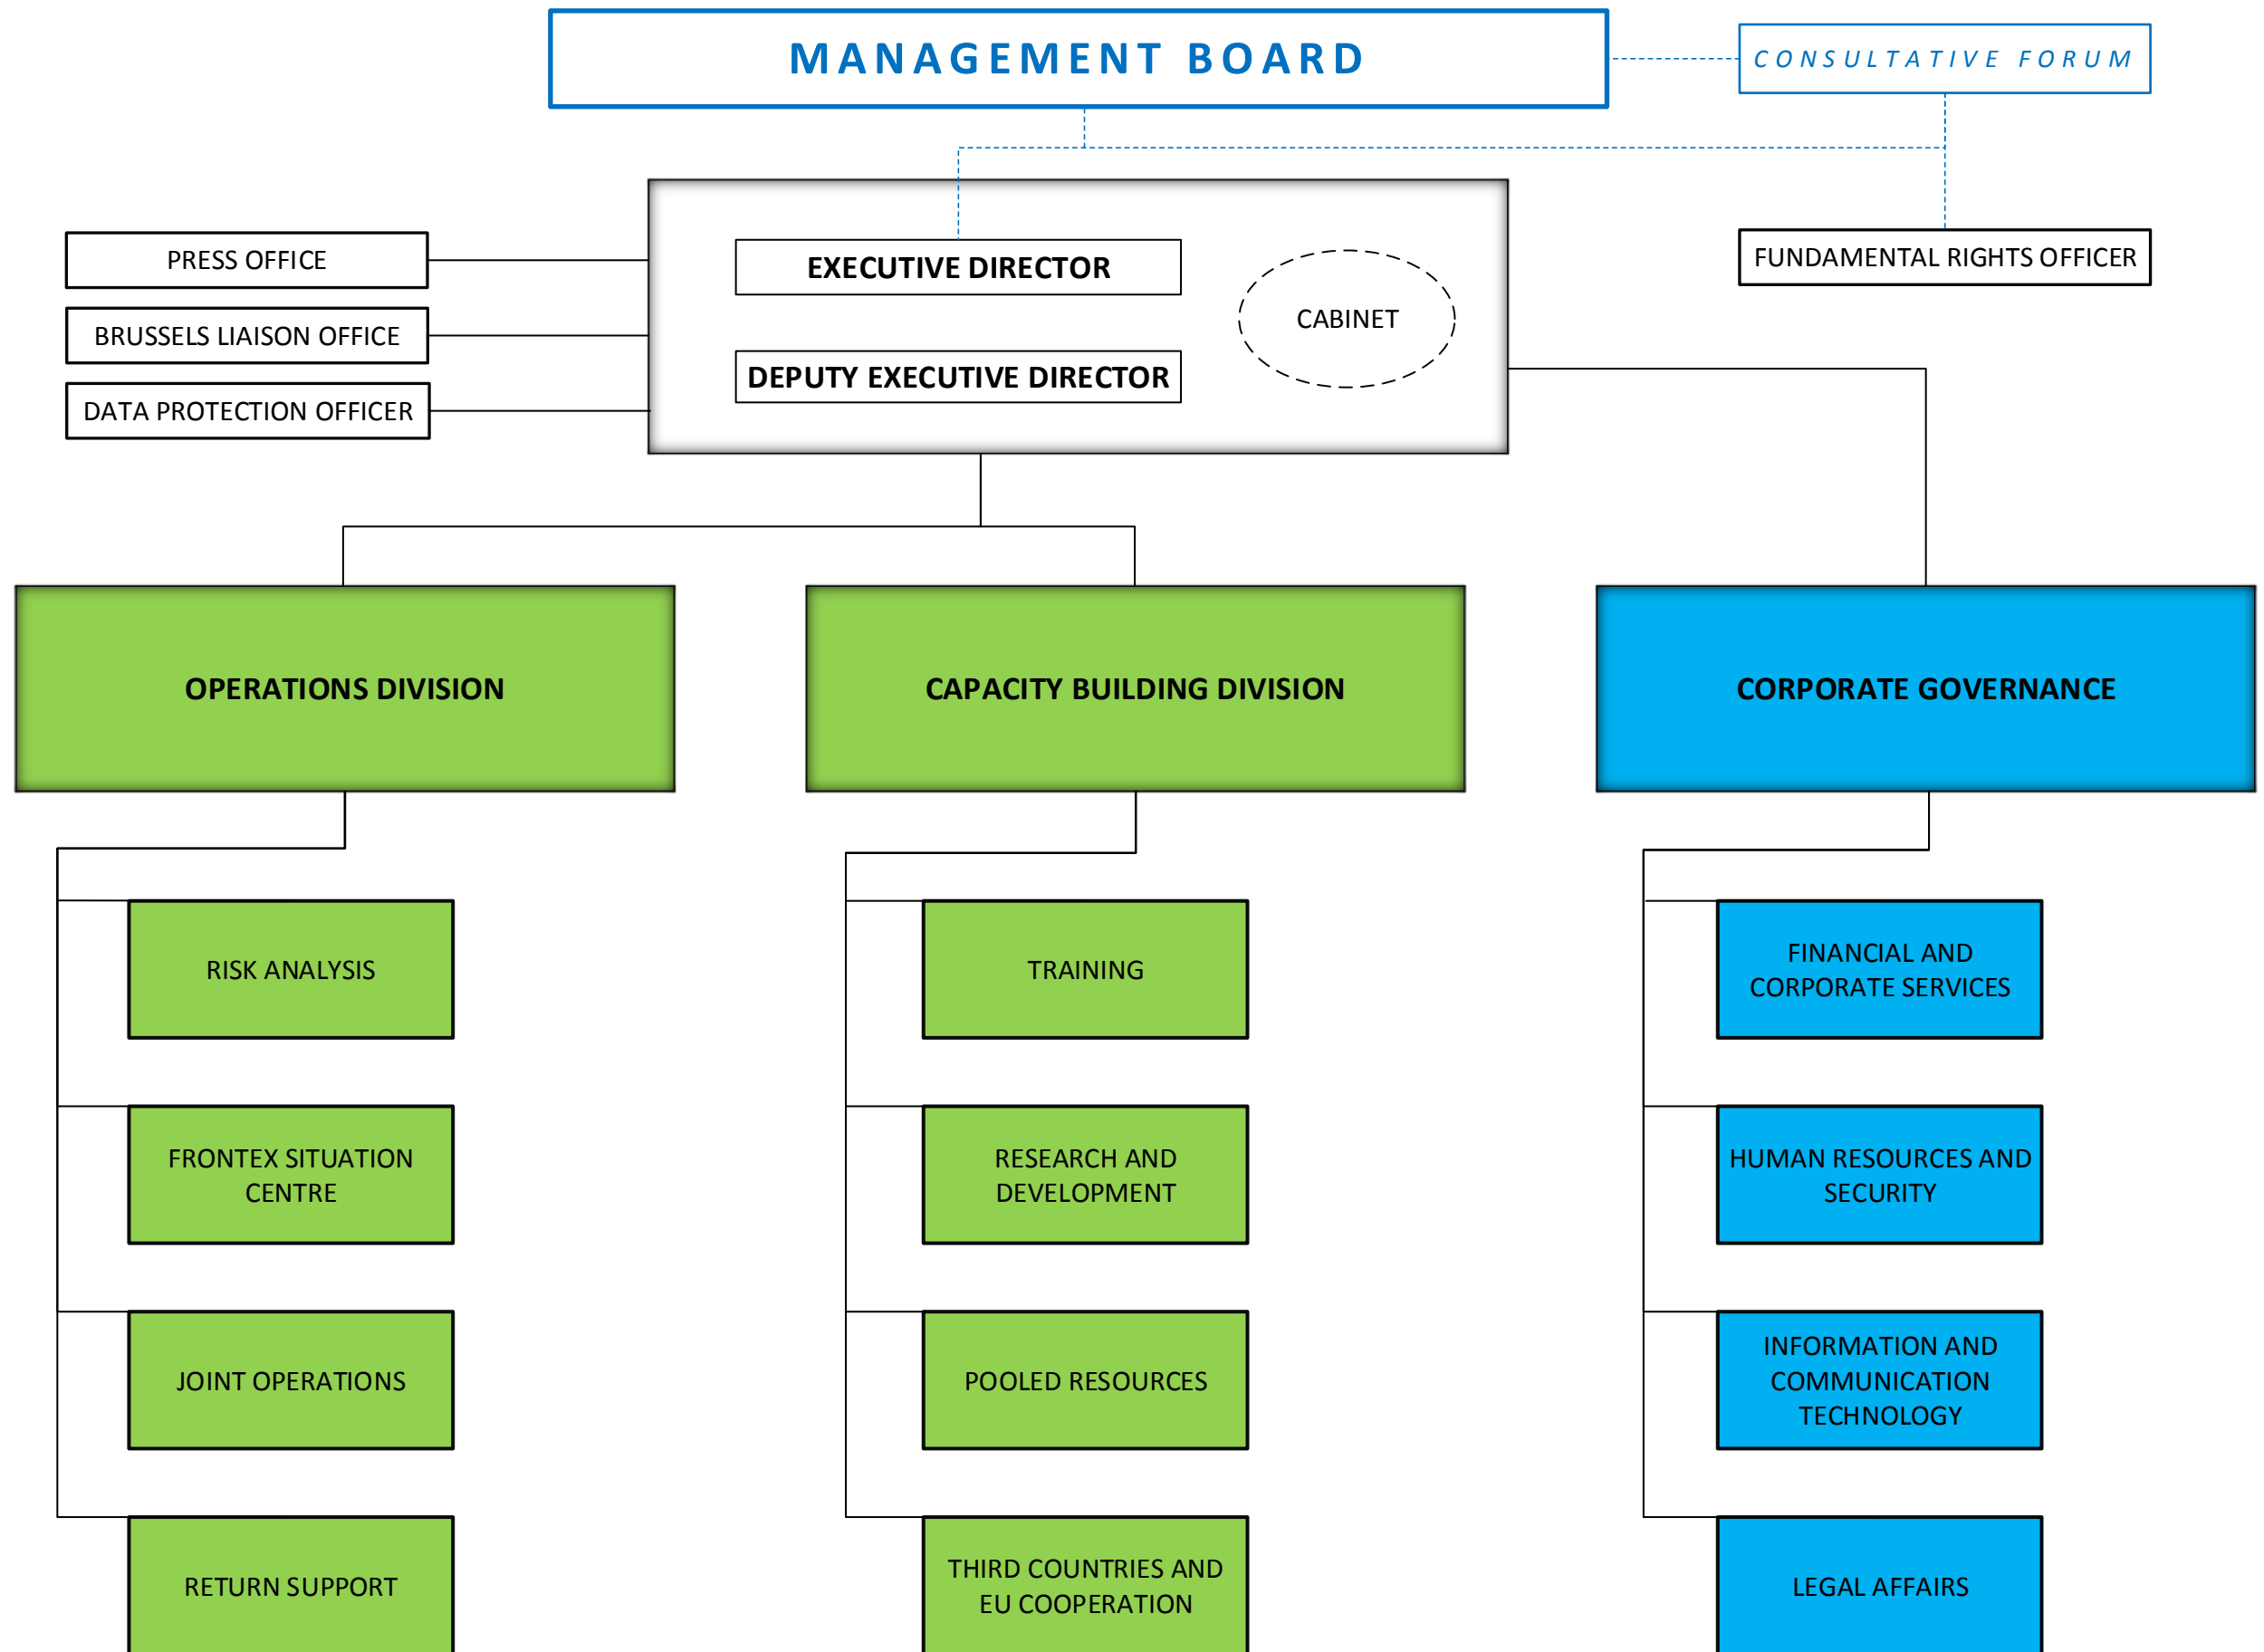 MANAGEMENT BOARD
CONSULTATIVE FORUM
PRESS OFFICE
EXECUTIVE DIRECTOR
CABINET
FUNDAMENTAL RIGHTS OFFICER
BRUSSELS LIAISON OFFICE
DEPUTY EXECUTIVE DIRECTOR
DATA PROTECTION OFFICER
OPERATIONS DIVISION
CAPACITY BUILDING DIVISION
CORPORATE GOVERNANCE
RISK ANALYSIS
TRAINING
FINANCIAL AND
CORPORATE SERVICES
FRONTEX SITUATION
CENTRE
RESEARCH AND
DEVELOPMENT
HUMAN RESOURCES AND
SECURITY
JOINT OPERATIONS
POOLED RESOURCES
INFORMATION AND
COMMUNICATION
TECHNOLOGY
RETURN SUPPORT
THIRD COUNTRIES AND
EU COOPERATION
LEGAL AFFAIRS